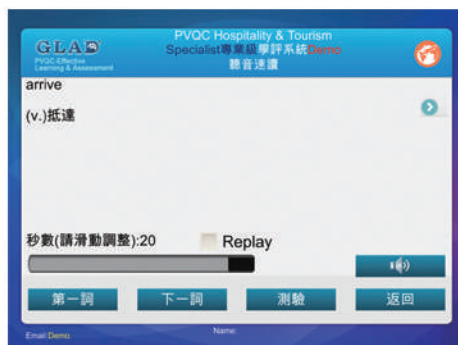 GLAD
PVQC-Effective
Learning & Assessment
PVQC Hospitality & Tourism
Specialist專業級學評系統Demo
聽音速讀
arrive
(v.)抵達
秒數(請滑動調整):20
Replay
第一詞
下一詞
測驗
返回
Email:Demo
Name: